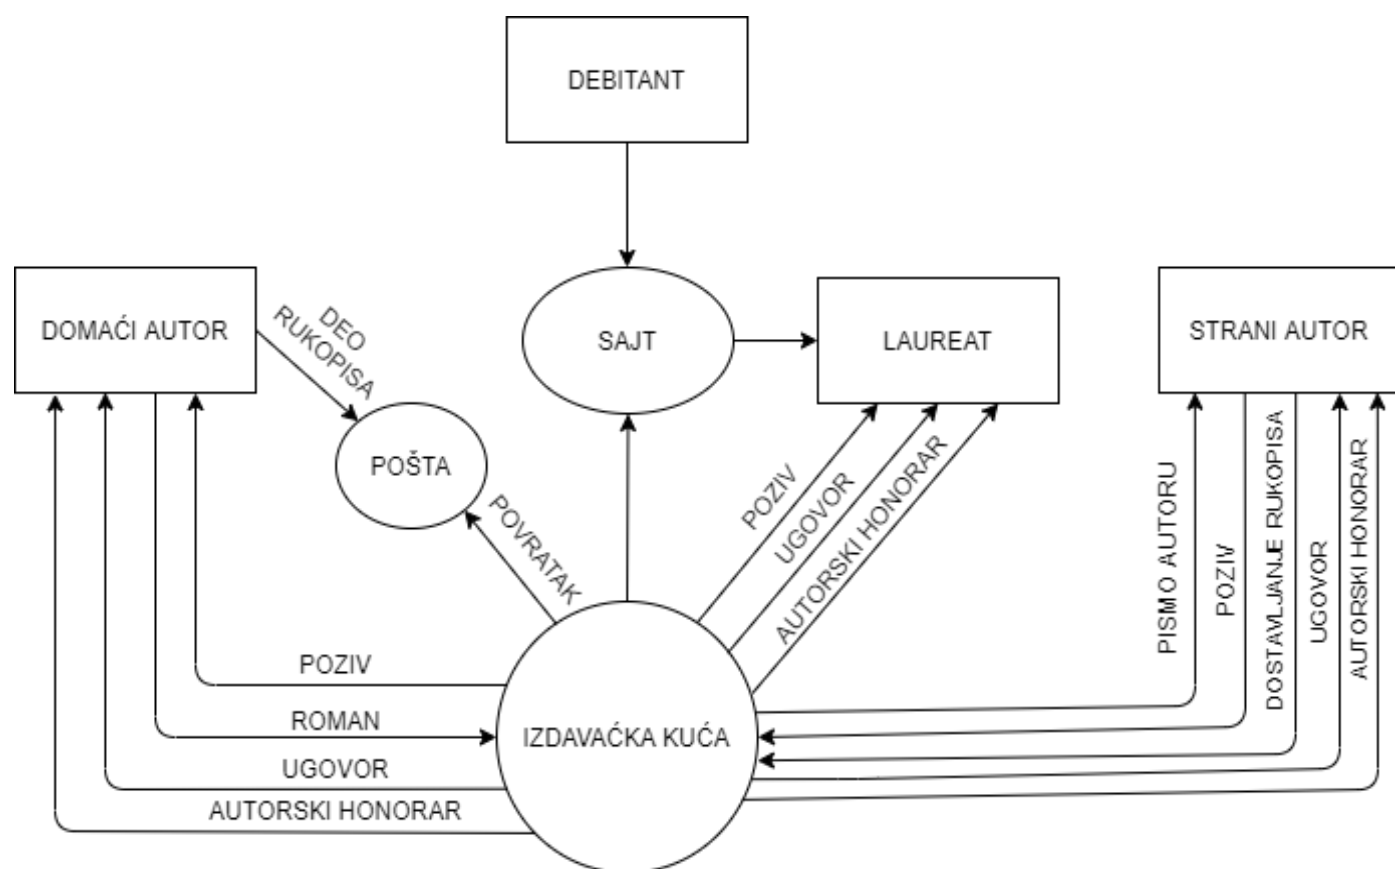 DEBITANT
DOMAĆI AUTOR
DEO
RUKOPISA
SAJT
LAUREAT
STRANI AUTOR
POŠTA
POVRATAK
POZIV
UGOVOR
AUTORSKI HONORAR
PISMO AUTORU
POZIV
DOSTAVLJANJE RUKOPISA
UGOVOR
AUTORSKI HONORAR
POZIV
ROMAN
UGOVOR
AUTORSKI HONORAR
IZDAVAĆKA KUĆA